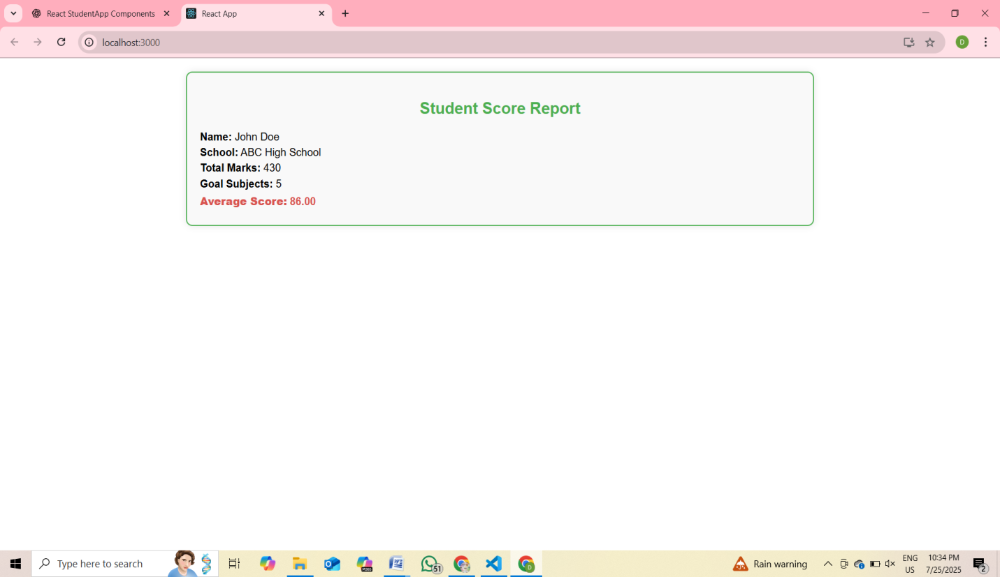 React StudentApp Components
React App
localhost:3000
D
Student Score Report
Name: John Doe
School: ABC High School
Total Marks: 430
Goal Subjects: 5
Average Score: 86.00
Type here to search
M365
51
D
Rain warning
ENG
US
10:34 PM
7/25/2025
2